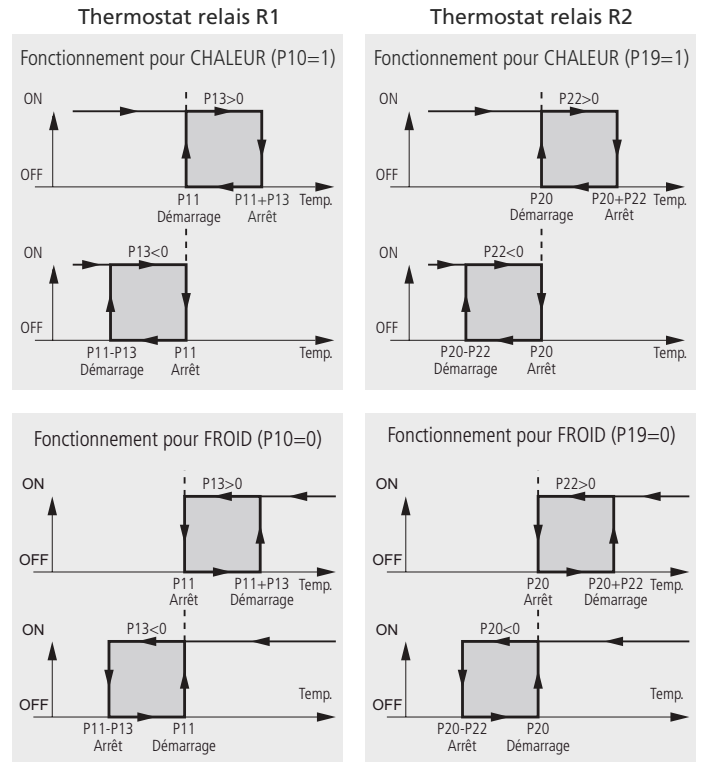 Thermostat relais R1
Fonctionnement pour CHALEUR (P10=1)
ON
P13>0
OFF
P11
P11+P13
Temp.
Démarrage
Arrêt
ON
P13<0
OFF
P11-P13
P11
Temp.
Démarrage
Arrêt
Thermostat relais R2
Fonctionnement pour CHALEUR (P19=1)
ON
P22>0
OFF
P20
P20+P22
Temp.
Démarrage
Arrêt
ON
P22<0
OFF
P20-P22
P20
Temp.
Démarrage
Arrêt
Fonctionnement pour FROID (P10=0)
ON
P13>0
OFF
P11
P11+P13
Temp.
Arrêt
Démarrage
ON
P13<0
OFF
Temp.
P11-P13
P11
Arrêt
Démarrage
Fonctionnement pour FROID (P19=0)
ON
P22>0
OFF
P20
P20+P22
Temp.
Arrêt
Démarrage
ON
P20<0
OFF
Temp.
P20-P22
P20
Arrêt
Démarrage